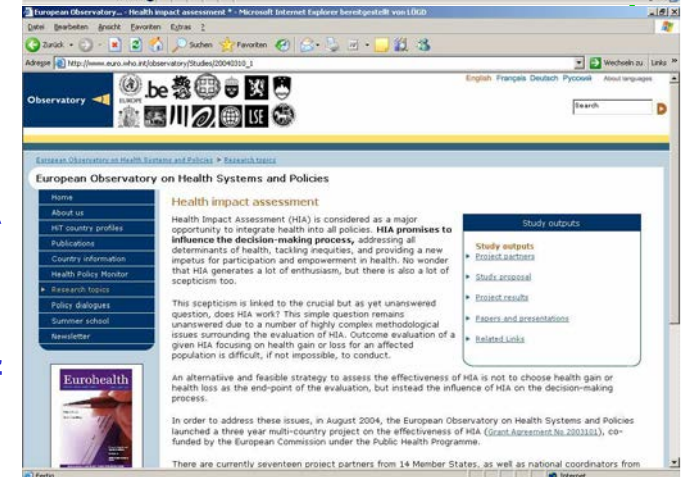 European Observatory... - Health impact assessment * - Microsoft Internet Explorer bereitgestellt von LÖGD
Datei Bearbeiten Ansicht Favoriten Extras ?
Zurück Suchen Favoriten
Adresse http://www.euro.who.int/observatory/Studies/20040310_1 Wechseln zu Links »
English Français Deutsch Русский About languages
Observatory EUROPE .be LSE
Search
European Observatory on Health Systems and Policies > Research topics
European Observatory on Health Systems and Policies
Home
About us
HiT country profiles
Publications
Country information
Health Policy Monitor
Research topics
Policy dialogues
Summer school
Newsletter
Eurohealth
Health impact assessment
Health Impact Assessment (HIA) is considered as a major
opportunity to integrate health into all policies. HIA promises to
influence the decision-making process, addressing all
determinants of health, tackling inequities, and providing a new
impetus for participation and empowerment in health. No wonder
that HIA generates a lot of enthusiasm, but there is also a lot of
scepticism too.
This scepticism is linked to the crucial but as yet unanswered
question, does HIA work? This simple question remains
unanswered due to a number of highly complex methodological
issues surrounding the evaluation of HIA. Outcome evaluation of a
given HIA focusing on health gain or loss for an affected
population is difficult, if not impossible, to conduct.
Study outputs
Study outputs
Project partners
Study proposal
Project results
Papers and presentations
Related Links
An alternative and feasible strategy to assess the effectiveness of HIA is not to choose health gain or
health loss as the end-point of the evaluation, but instead the influence of HIA on the decision-making
process.
In order to address these issues, in August 2004, the European Observatory on Health Systems and Policies
launched a three year multi-country project on the effectiveness of HIA (Grant Agreement No 2003101), co-
funded by the European Commission under the Public Health Programme.
There are currently seventeen project partners from 14 Member States, as well as national coordinators from
Fertig Internet